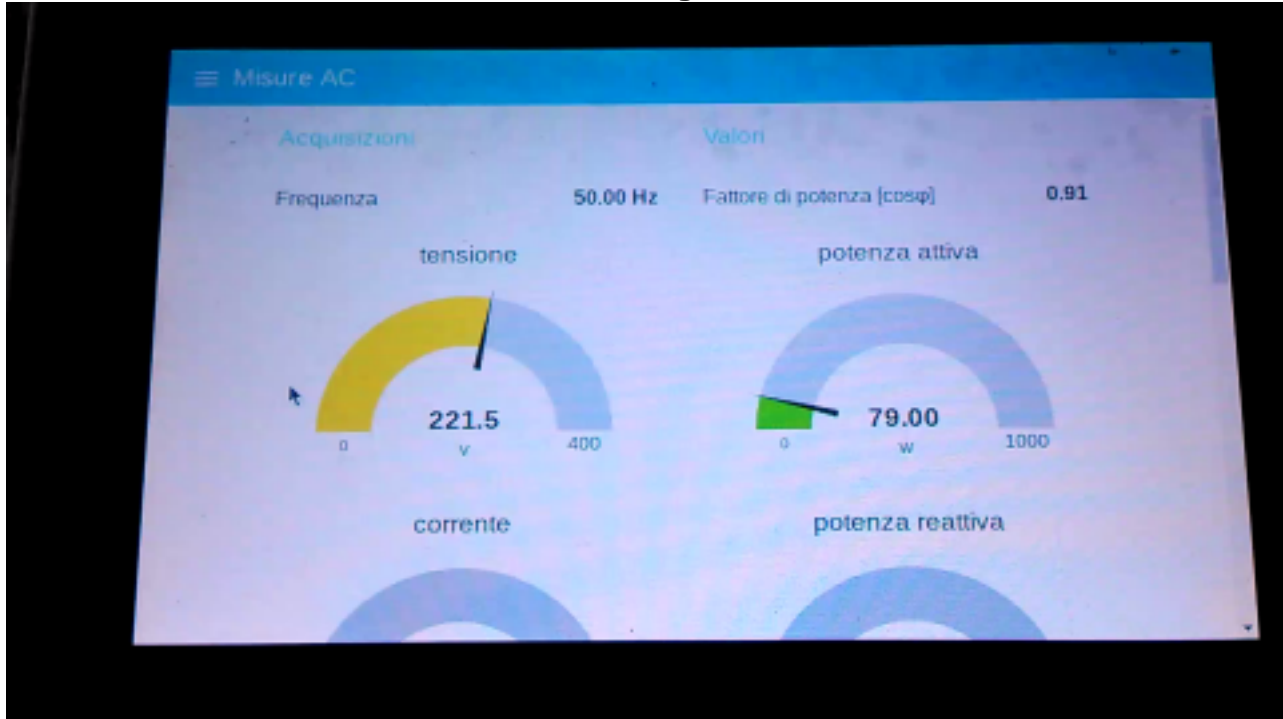 Misure AC
Acquisizioni
Valori
Frequenza 50.00 Hz
Fattore di potenza [cosφ] 0.91
tensione
potenza attiva
221.5
0 v 400
79.00
0 w 1000
corrente
potenza reattiva